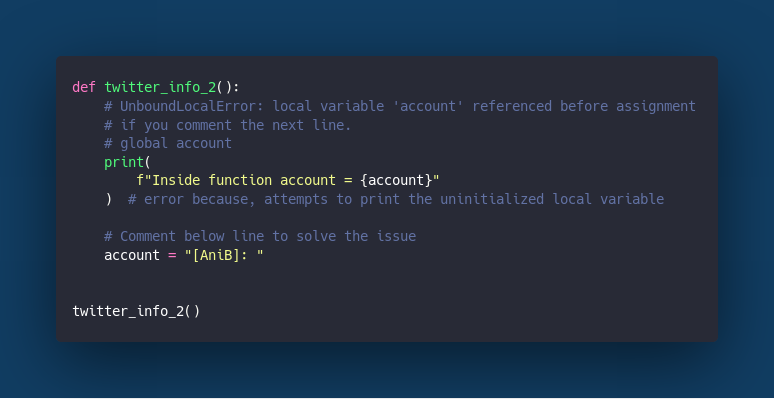 def twitter_info_2():
    # UnboundLocalError: local variable 'account' referenced before assignment
    # if you comment the next line.
    # global account
    print(
        f"Inside function account = {account}"
    )  # error because, attempts to print the uninitialized local variable

    # Comment below line to solve the issue
    account = "[AniB]: "


twitter_info_2()